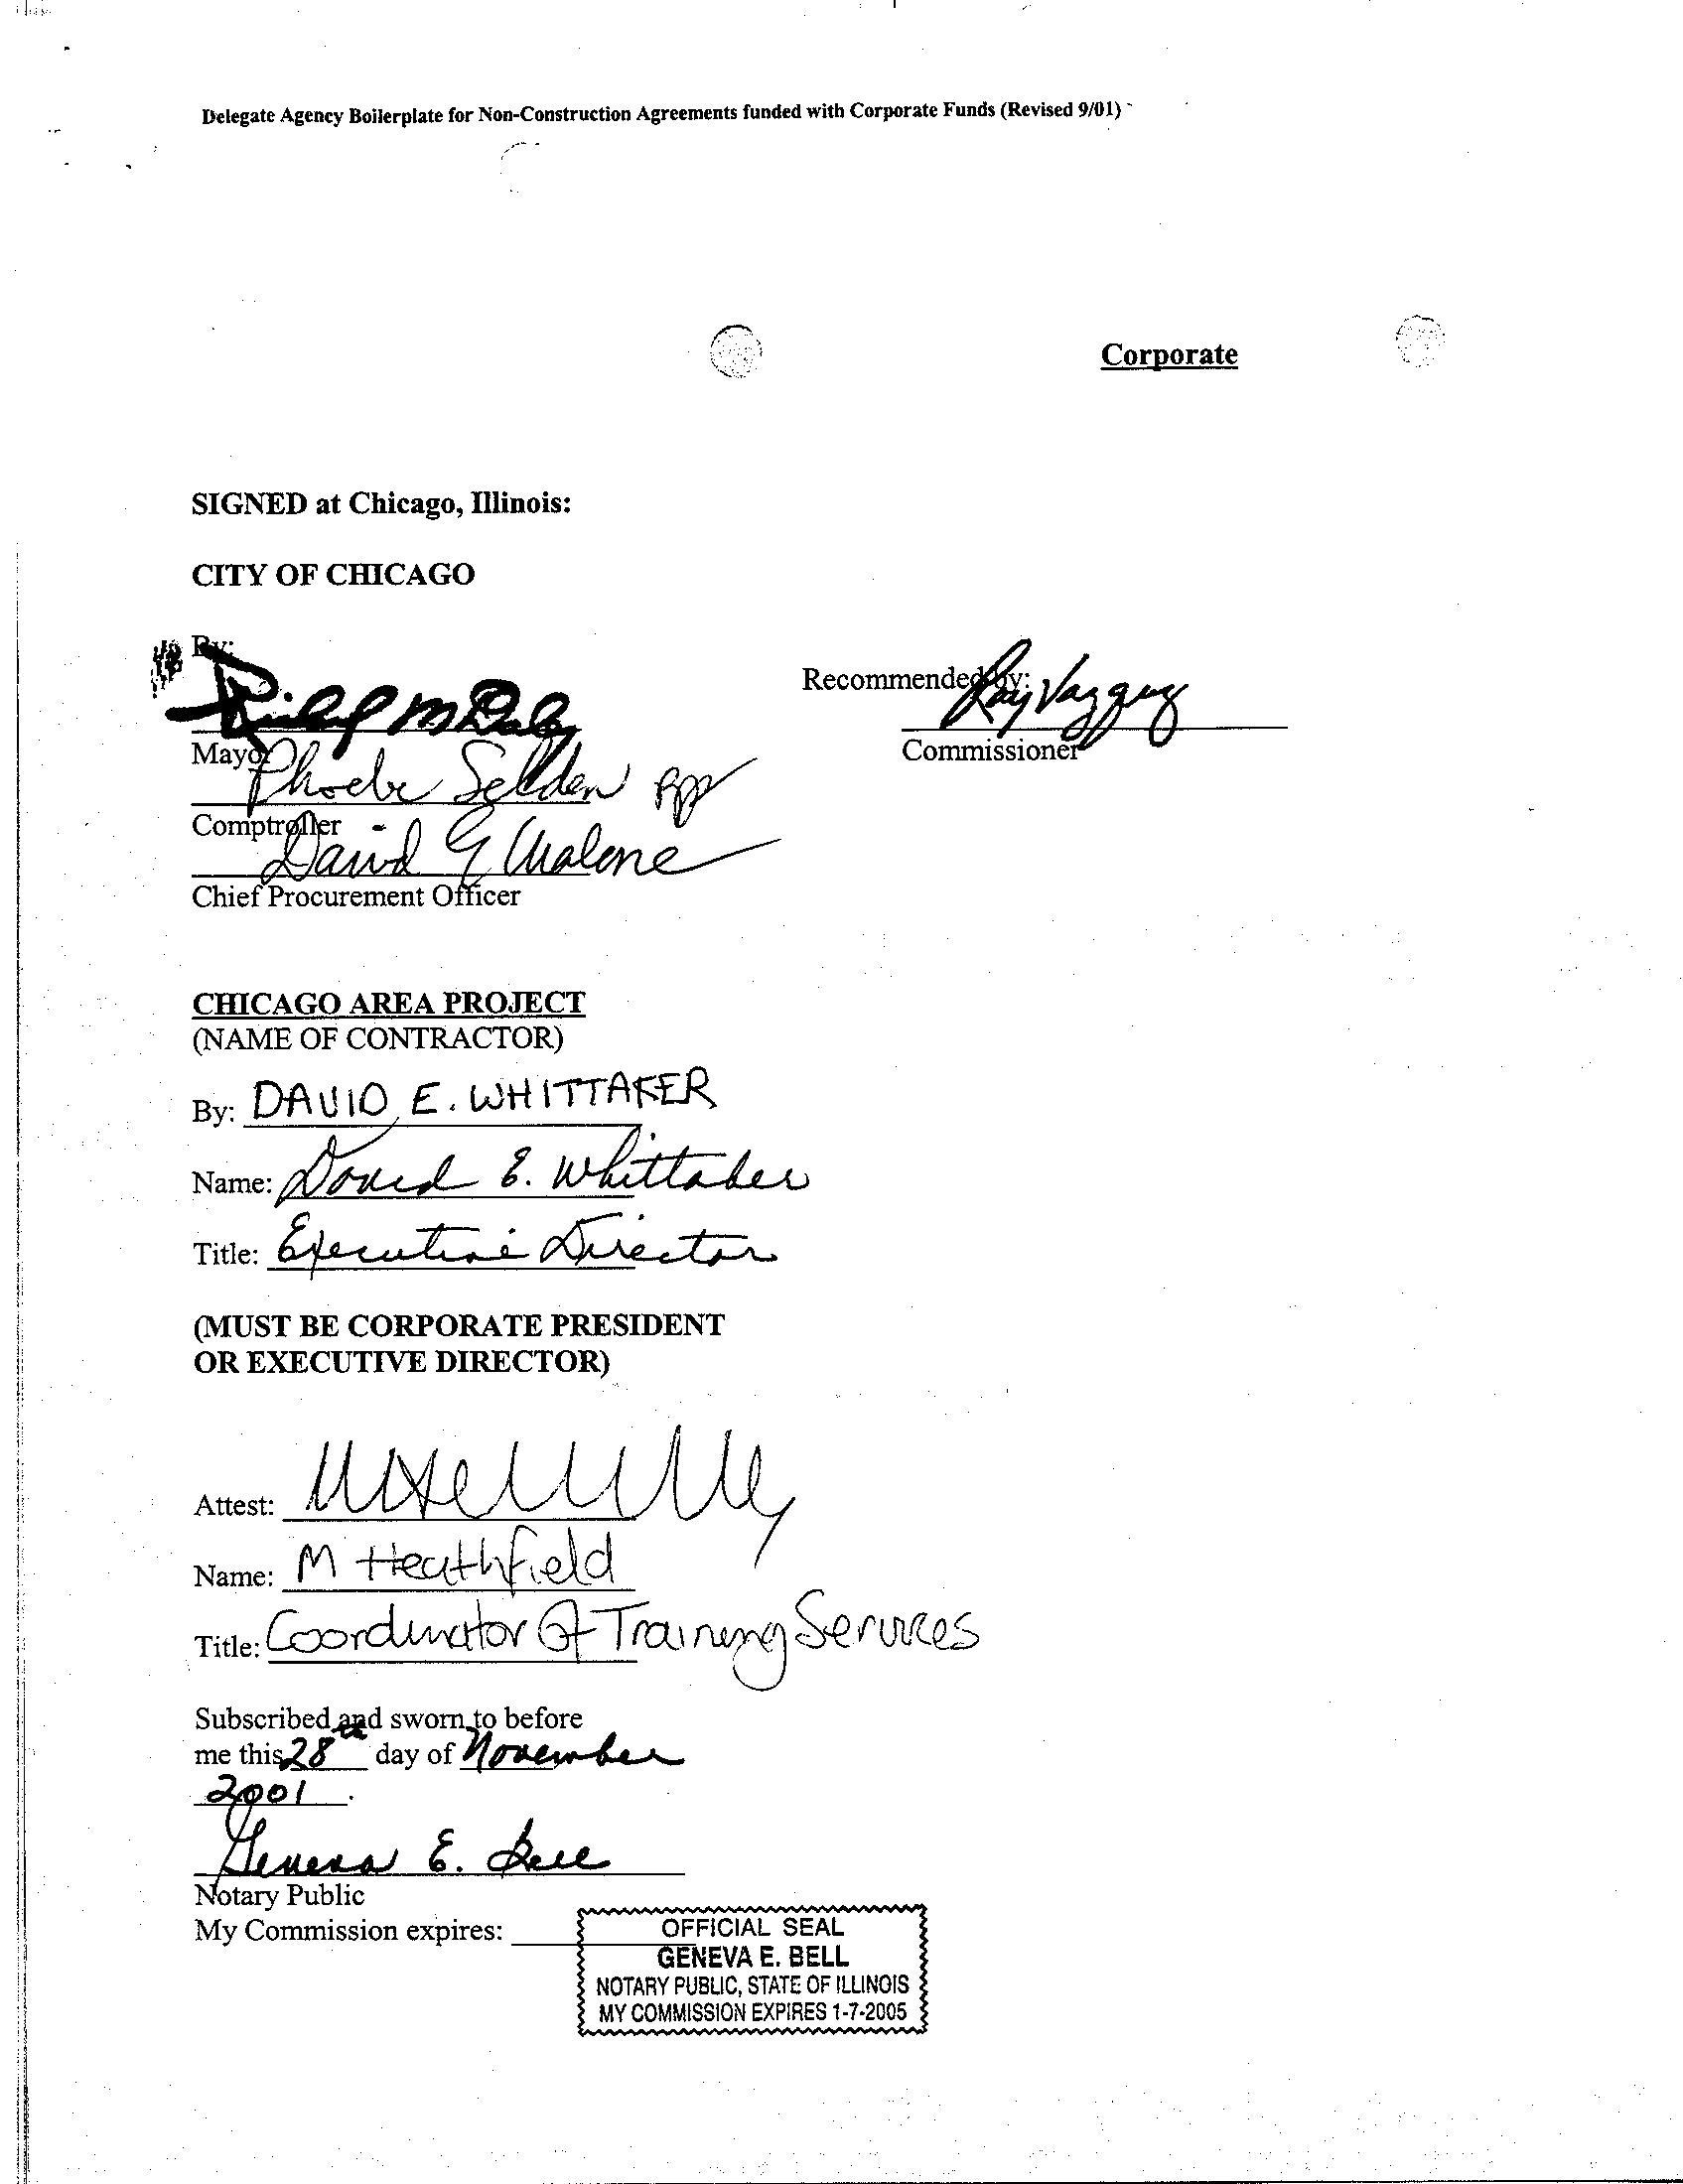 Delegate Agency Boilerplate for Non-Construction Agreements funded with Corporate Funds (Revised 9/01)
Corporate
SIGNED at Chicago, Illinois:
CITY OF CHICAGO
By:
Recommended by: Ray Vazquez
Mayor
Commissioner
Phoebe Selden
Comptroller
David E Malone
Chief Procurement Officer
CHICAGO AREA PROJECT
(NAME OF CONTRACTOR)
By: DAVID E. WHITTAKER
Name: David E. Whittaker
Title: Executive Director
(MUST BE CORPORATE PRESIDENT
OR EXECUTIVE DIRECTOR)
Attest:
Name: M Heathfield
Title: Coordinator Of Training Services
Subscribed and sworn to before
me this 28th day of November
2001.
Geneva E. Bell
Notary Public
My Commission expires:
OFFICIAL SEAL
GENEVA E. BELL
NOTARY PUBLIC, STATE OF ILLINOIS
MY COMMISSION EXPIRES 1-7-2005